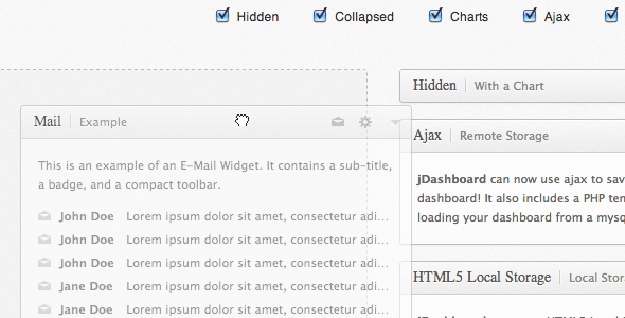 Hidden Collapsed Charts Ajax
Mail Example
This is an example of an E-Mail Widget. It contains a sub-title,
a badge, and a compact toolbar.
John Doe Lorem ipsum dolor sit amet, consectetur adi...
John Doe Lorem ipsum dolor sit amet, consectetur adi...
John Doe Lorem ipsum dolor sit amet, consectetur adi...
Jane Doe Lorem ipsum dolor sit amet, consectetur adi...
Jane Doe Lorem ipsum dolor sit amet, consectetur adi...
Hidden With a Chart
Ajax Remote Storage
jDashboard can now use ajax to sav
dashboard! It also includes a PHP tem
loading your dashboard from a mysq
HTML5 Local Storage Local Stor